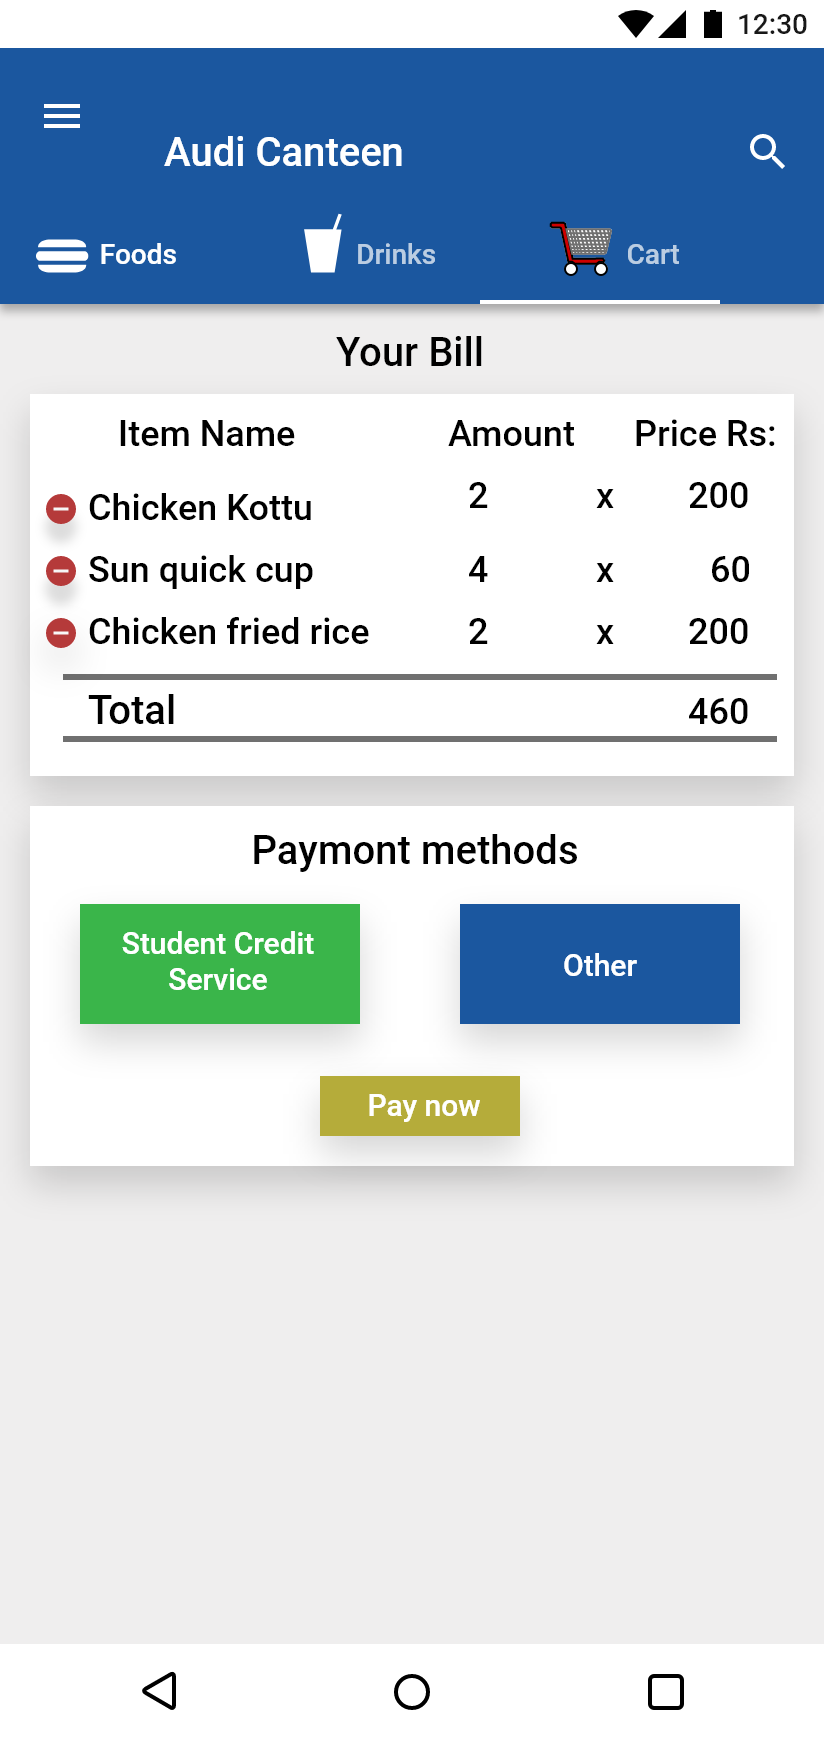 12:30
Audi Canteen
Foods Drinks Cart
Your Bill
Item Name Amount Price Rs:
Chicken Kottu 2 x 200
Sun quick cup 4 x 60
Chicken fried rice 2 x 200
Total 460
Paymont methods
Student Credit
Service
Other
Pay now